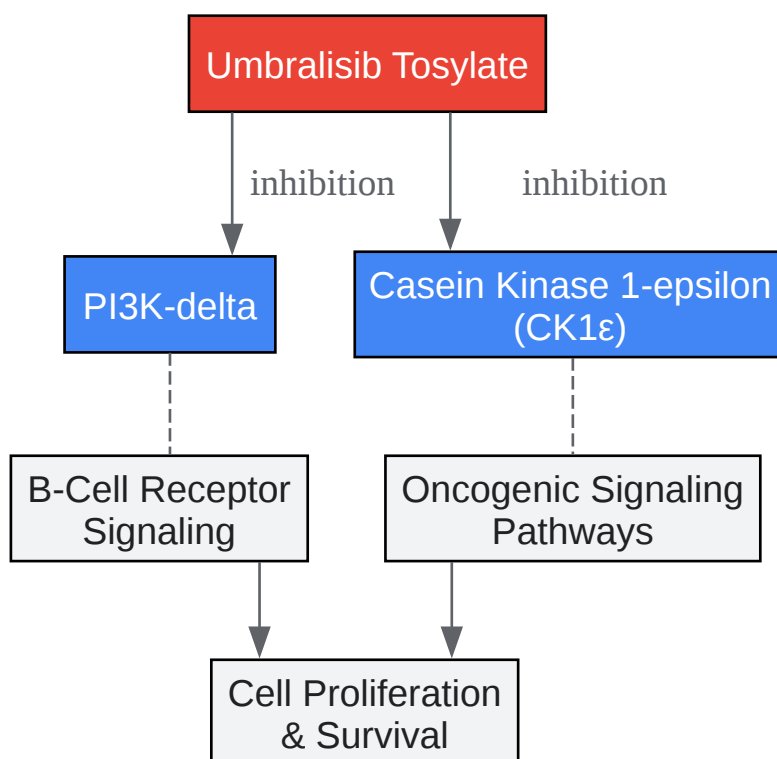 Umbralisib Tosylate
inhibition
inhibition
PI3K-delta
Casein Kinase 1-epsilon
(CK1ε)
B-Cell Receptor
Signaling
Oncogenic Signaling
Pathways
Cell Proliferation
& Survival